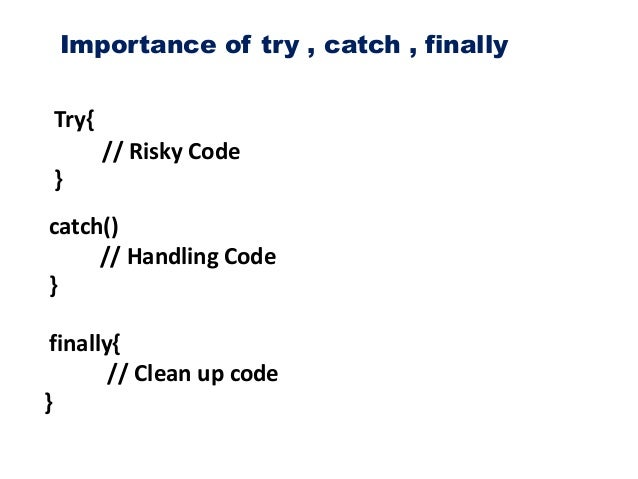 Importance of try , catch , finally
Try{
// Risky Code
}
catch()
// Handling Code
}
finally{
// Clean up code
}